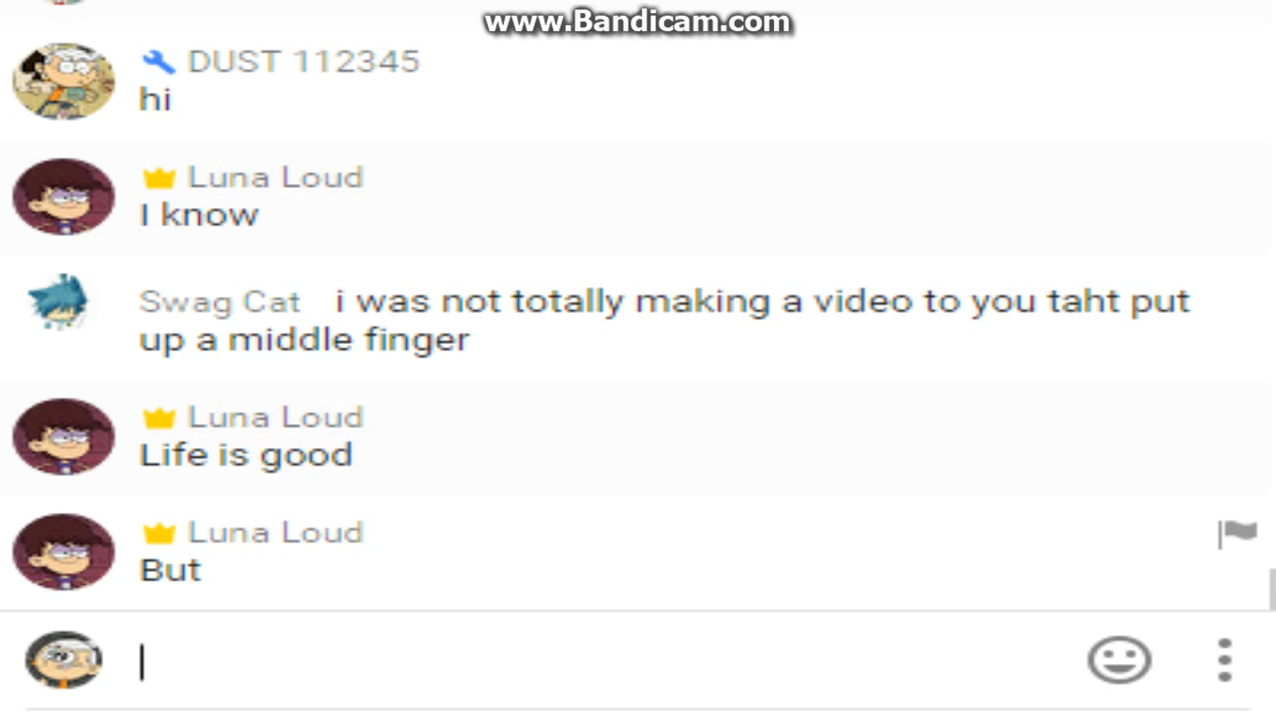 www.Bandicam.com
DUST 112345
hi
Luna Loud
I know
Swag Cat i was not totally making a video to you taht put
up a middle finger
Luna Loud
Life is good
Luna Loud
But